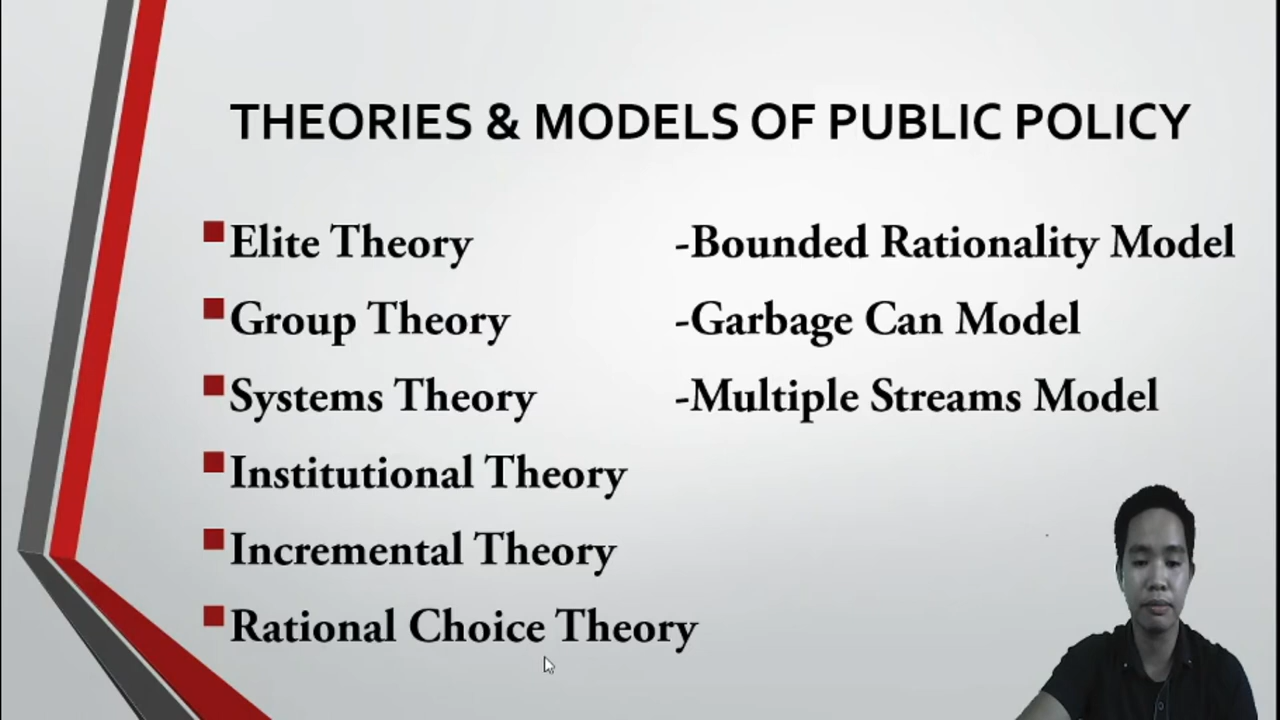 THEORIES & MODELS OF PUBLIC POLICY
Elite Theory
Group Theory
Systems Theory
Institutional Theory
Incremental Theory
Rational Choice Theory
-Bounded Rationality Model
-Garbage Can Model
-Multiple Streams Model